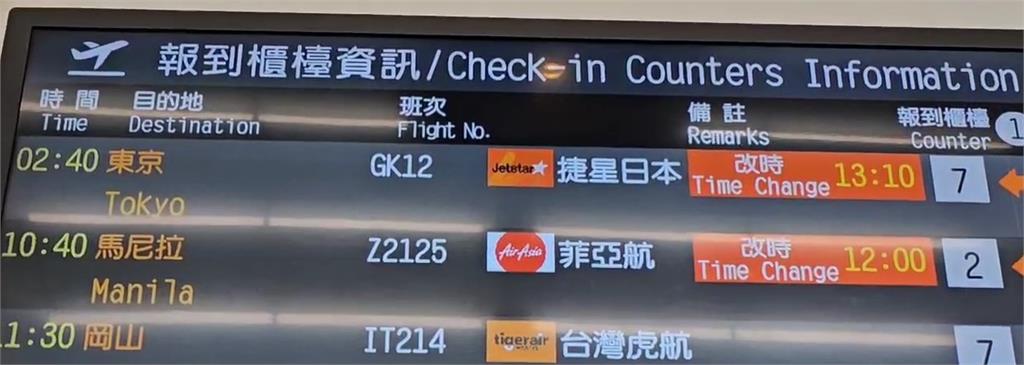 報到櫃檯資訊/Check-in Counters Information
時間 目的地 班次 備註 報到櫃檯 1
Time Destination Flight No. Remarks Counter
02:40 東京 GK12 Jetstar 捷星日本 改時 Time Change 13:10 7
Tokyo
10:40 馬尼拉 Z2125 AirAsia 菲亞航 改時 Time Change 12:00 2
Manila
11:30 岡山 IT214 tigerair 台灣虎航 7